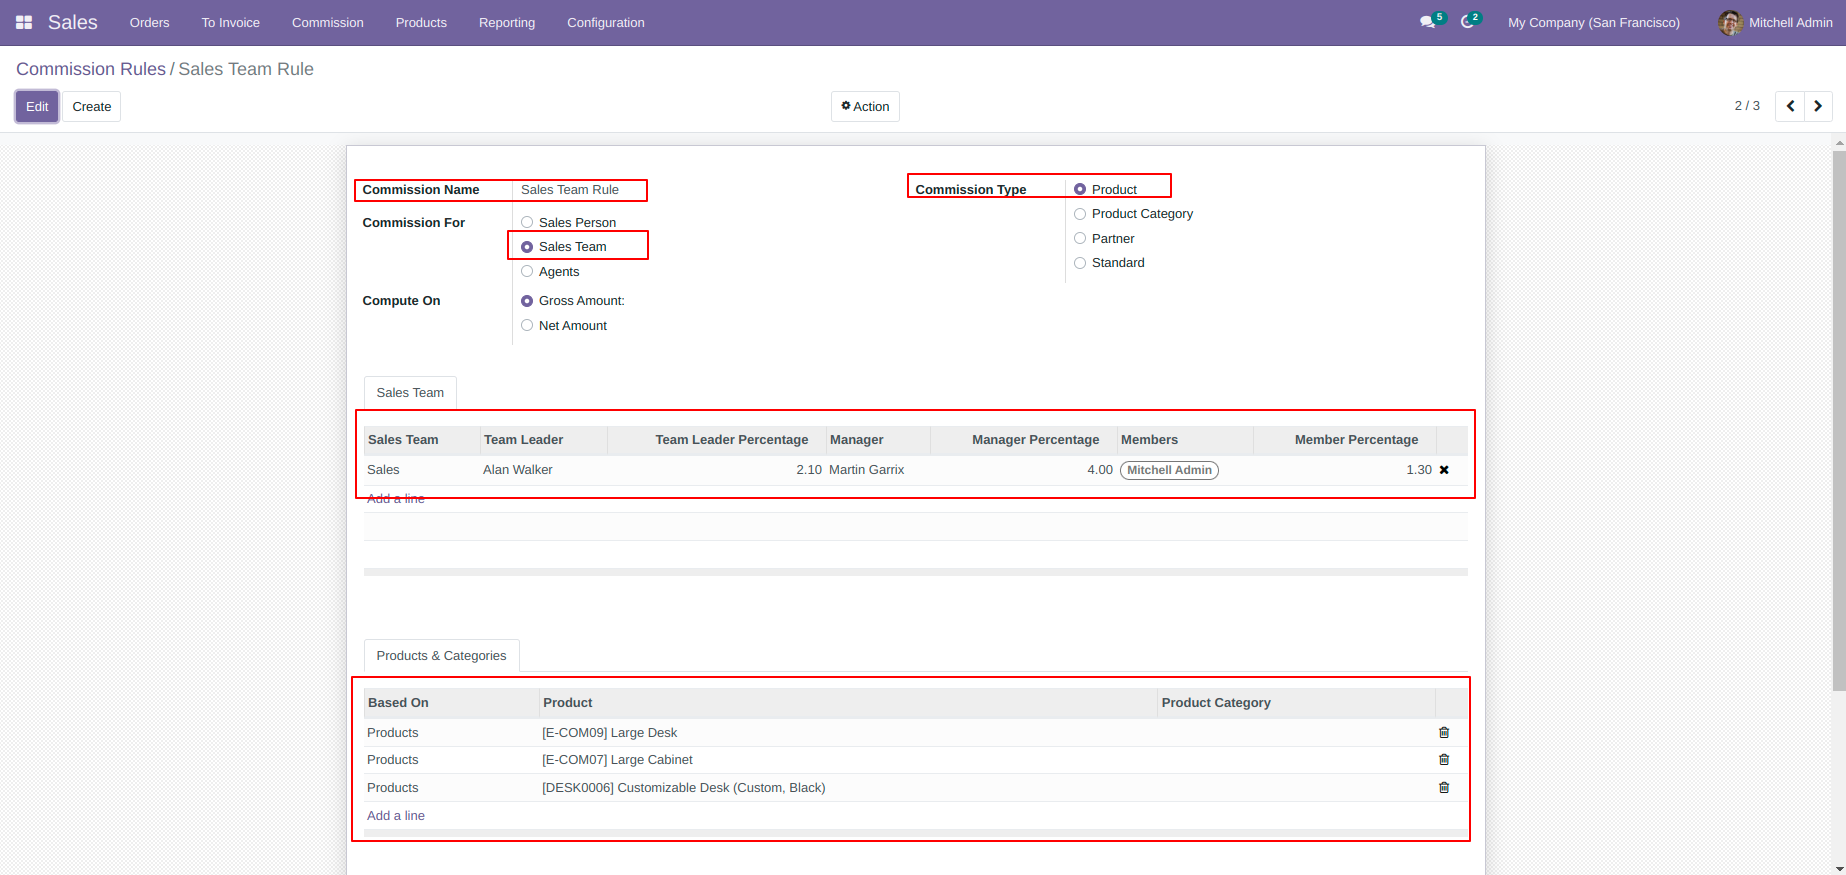 Sales Orders To Invoice Commission Products Reporting Configuration 5 2 My Company (San Francisco) Mitchell Admin
Commission Rules / Sales Team Rule
Edit Create Action 2 / 3
Commission Name Sales Team Rule Commission Type Product
Commission For Sales Person Product Category
Sales Team Partner
Agents Standard
Compute On Gross Amount:
Net Amount
Sales Team
Sales Team Team Leader Team Leader Percentage Manager Manager Percentage Members Member Percentage
Sales Alan Walker 2.10 Martin Garrix 4.00 Mitchell Admin 1.30
Add a line
Products & Categories
Based On Product Product Category
Products [E-COM09] Large Desk
Products [E-COM07] Large Cabinet
Products [DESK0006] Customizable Desk (Custom, Black)
Add a line